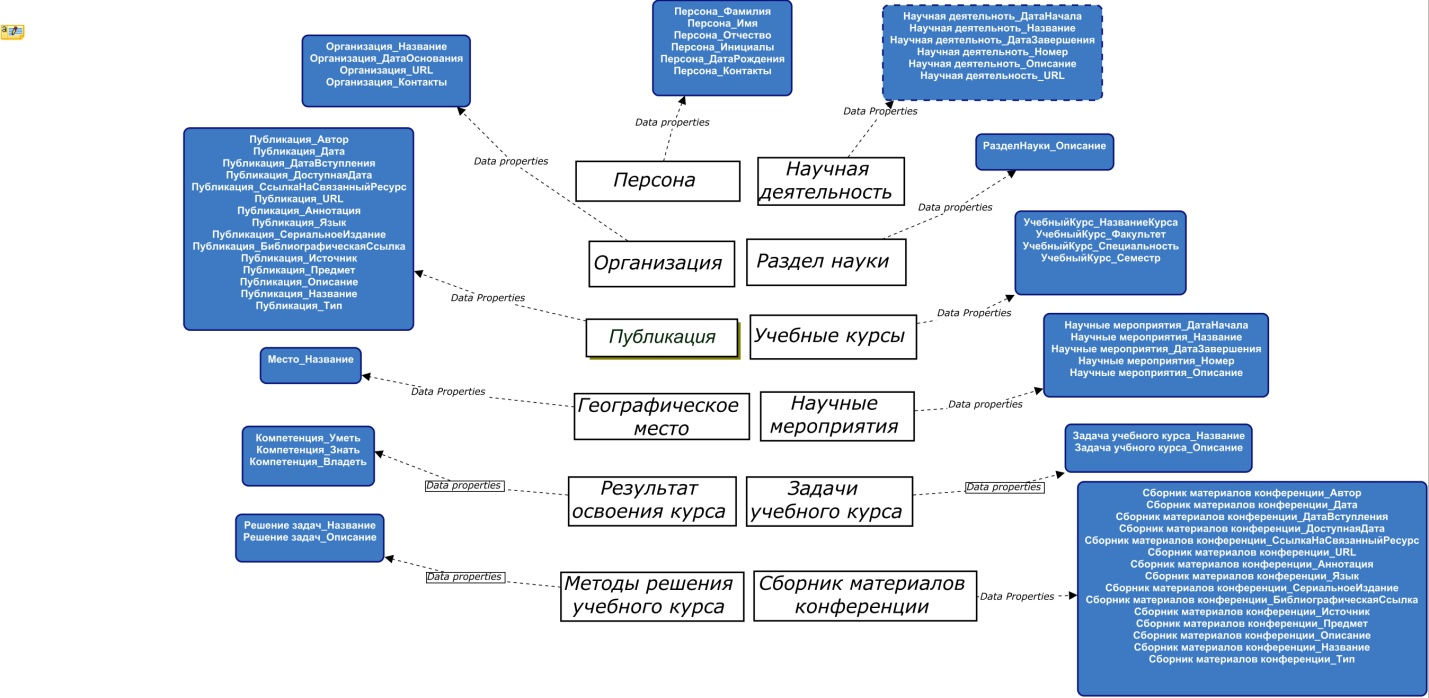 Персона_Фамилия
Персона_Имя
Персона_Отчество
Персона_Инициалы
Персона_ДатаРождения
Персона_Контакты
Научная деятельноть_ДатаНачала
Научная деятельноть_Название
Научная деятельноть_ДатаЗавершения
Научная деятельноть_Номер
Научная деятельноть_Описание
Научная деятельность_URL
Организация_Название
Организация_ДатаОснования
Организация_URL
Организация_Контакты
Data properties
Data Properties
Публикация_Автор
Публикация_Дата
Публикация_ДатаВступления
Публикация_ДоступнаяДата
Публикация_СсылкаНаСвязанныйРесурс
Публикация_URL
Публикация_Аннотация
Публикация_Язык
Публикация_СериальноеИздание
Публикация_БиблиографическаяСсылка
Публикация_Источник
Публикация_Предмет
Публикация_Описание
Публикация_Название
Публикация_Тип
Data properties
Персона
Научная
деятельность
РазделНауки_Описание
Data properties
Организация
Раздел науки
УчебныйКурс_НазваниеКурса
УчебныйКурс_Факультет
УчебныйКурс_Специальность
УчебныйКурс_Семестр
Data Properties
Публикация
Учебные курсы
Data Properties
Научные мероприятия_ДатаНачала
Научные мероприятия_Название
Научные мероприятия_ДатаЗавершения
Научные мероприятия_Номер
Научные мероприятия_Описание
Место_Название
Data Properties
Географическое
место
Научные
мероприятия
Data properties
Компетенция_Уметь
Компетенция_Знать
Компетенция_Владеть
Data properties
Результат
освоения курса
Задачи
учебного курса
Data properties
Задача учебного курса_Название
Задача учбного курса_Описание
Решение задач_Название
Решение задач_Описание
Data properties
Методы решения
учебного курса
Сборник материалов
конференции
Data Properties
Сборник материалов конференции_Автор
Сборник материалов конференции_Дата
Сборник материалов конференции_ДатаВступления
Сборник материалов конференции_ДоступнаяДата
Сборник материалов конференции_СсылкаНаСвязанныйРесурс
Сборник материалов конференции_URL
Сборник материалов конференции_Аннотация
Сборник материалов конференции_Язык
Сборник материалов конференции_СериальноеИздание
Сборник материалов конференции_БиблиографическаяСсылка
Сборник материалов конференции_Источник
Сборник материалов конференции_Предмет
Сборник материалов конференции_Описание
Сборник материалов конференции_Название
Сборник материалов конференции_Тип